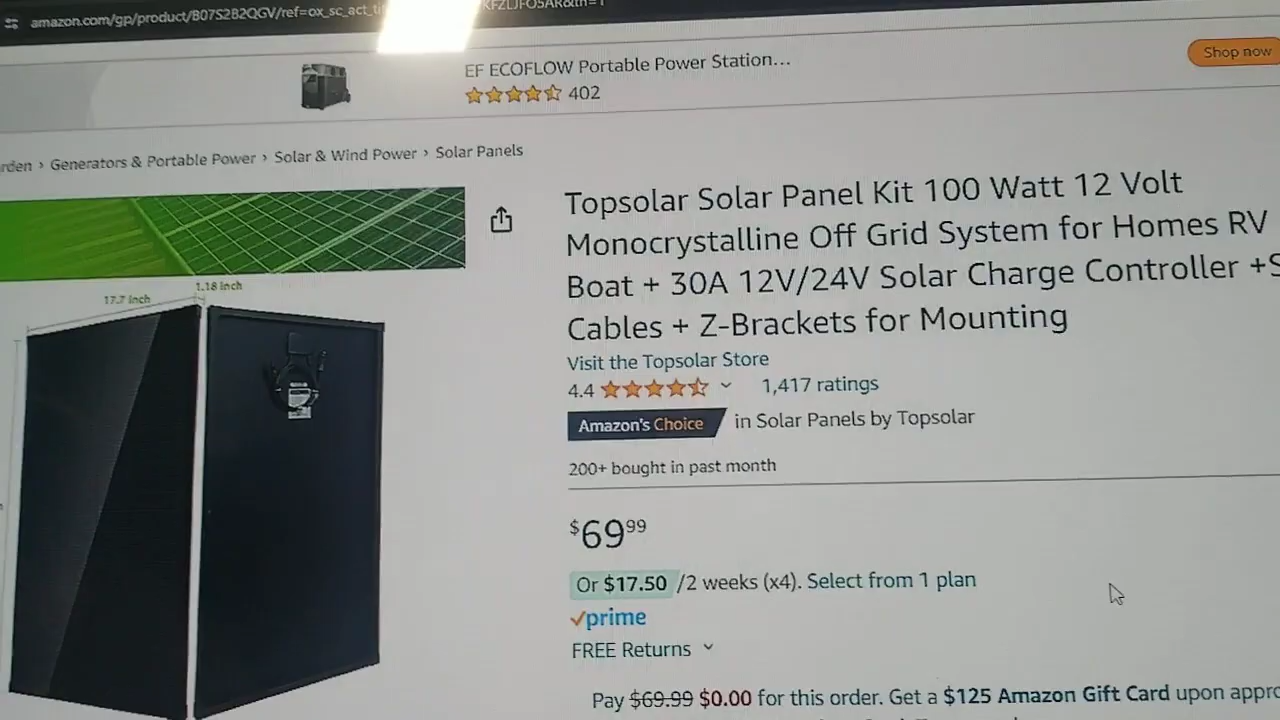 amazon.com/gp/product/B07S2B2QGV/ref=ox_sc_act_ti
EF ECOFLOW Portable Power Station...
402
Shop now
rden › Generators & Portable Power › Solar & Wind Power › Solar Panels
Topsolar Solar Panel Kit 100 Watt 12 Volt
Monocrystalline Off Grid System for Homes RV
Boat + 30A 12V/24V Solar Charge Controller +S
Cables + Z-Brackets for Mounting
1.18 inch
17.7 inch
Visit the Topsolar Store
4.4
1,417 ratings
Amazon's Choice in Solar Panels by Topsolar
200+ bought in past month
$69⁹⁹
Or $17.50 /2 weeks (x4). Select from 1 plan
prime
FREE Returns
Pay $69.99 $0.00 for this order. Get a $125 Amazon Gift Card upon appro